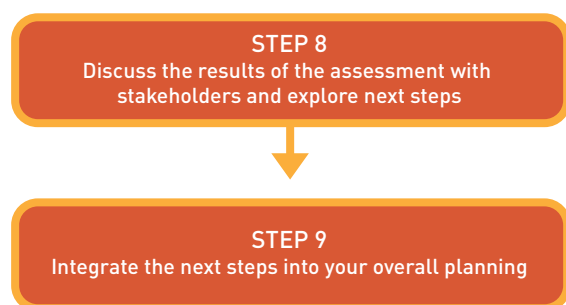 STEP 8
Discuss the results of the assessment with
stakeholders and explore next steps
STEP 9
Integrate the next steps into your overall planning